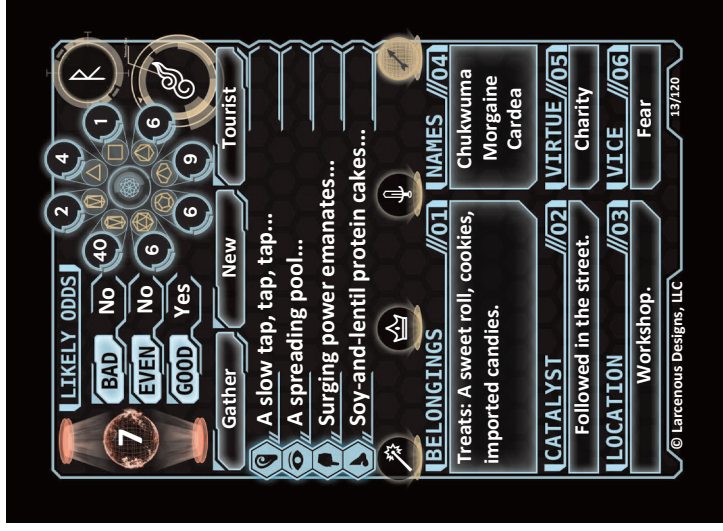 7
LIKELY ODDS
BAD No
EVEN No
GOOD Yes
2
4
40
1
6
6
6
9
ᚱ
Gather
New
Tourist
A slow tap, tap, tap...
A spreading pool...
Surging power emanates...
Soy-and-lentil protein cakes...
BELONGINGS //01
Treats: A sweet roll, cookies,
imported candies.
NAMES //04
Chukwuma
Morgaine
Cardea
CATALYST //02
Followed in the street.
VIRTUE //05
Charity
LOCATION //03
Workshop.
VICE //06
Fear
© Larcenous Designs, LLC
13/120